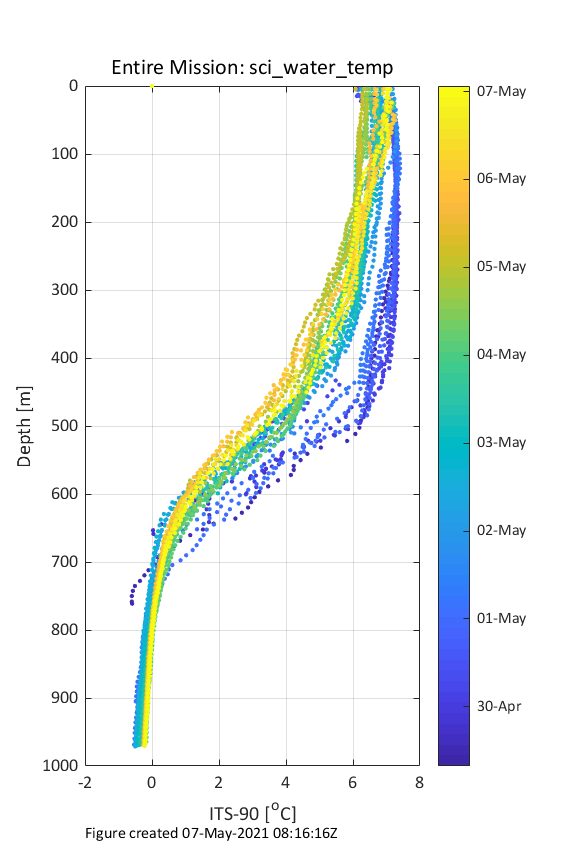 Entire Mission: sci_water_temp
0
100
200
300
400
500
600
700
800
900
1000
Depth [m]
-2
0
2
4
6
8
ITS-90 [°C]
07-May
06-May
05-May
04-May
03-May
02-May
01-May
30-Apr
Figure created 07-May-2021 08:16:16Z